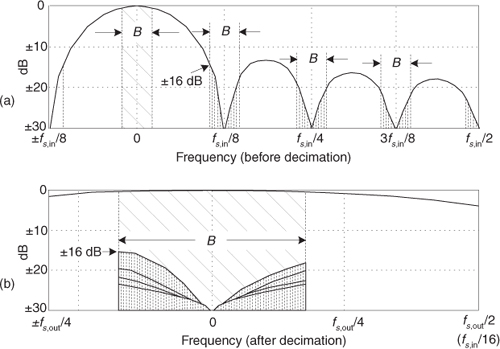 0
B
B
B
B
±10
dB
±16 dB
±20
(a)
±30
±fs,in/8
0
fs,in/8
fs,in/4
3fs,in/8
fs,in/2
Frequency (before decimation)
0
±10
B
±16 dB
dB
±20
(b)
±30
±fs,out/4
0
fs,out/4
fs,out/2
(fs,in/16)
Frequency (after decimation)